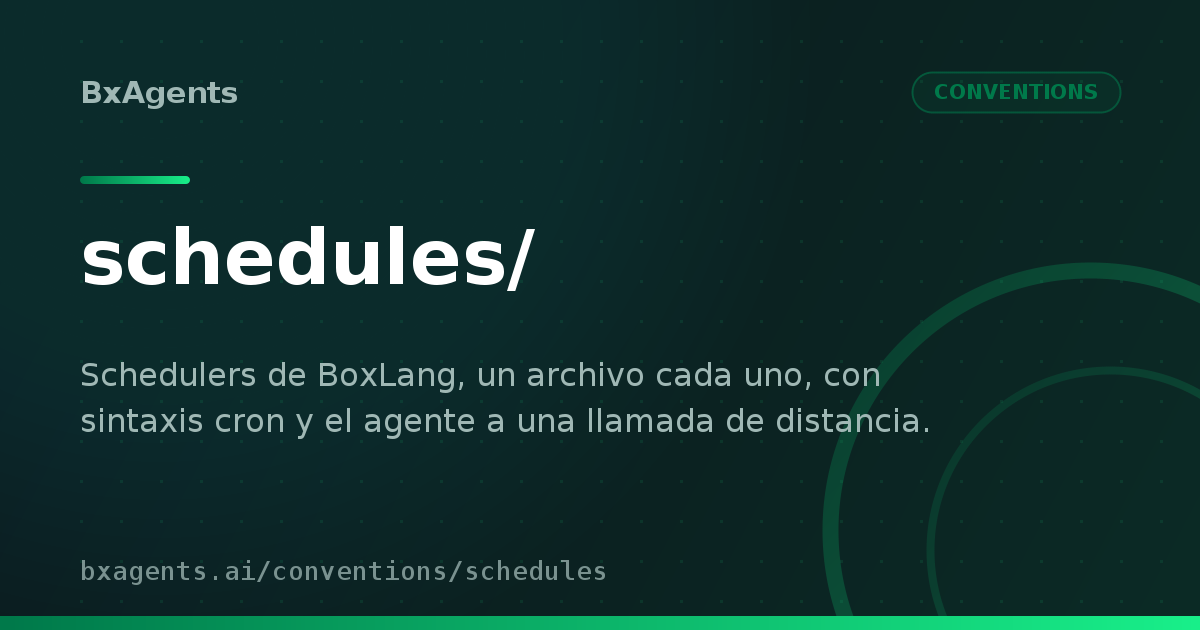 BxAgents
CONVENTIONS
schedules/
Schedulers de BoxLang, un archivo cada uno, con
sintaxis cron y el agente a una llamada de distancia.
bxagents.ai/conventions/schedules